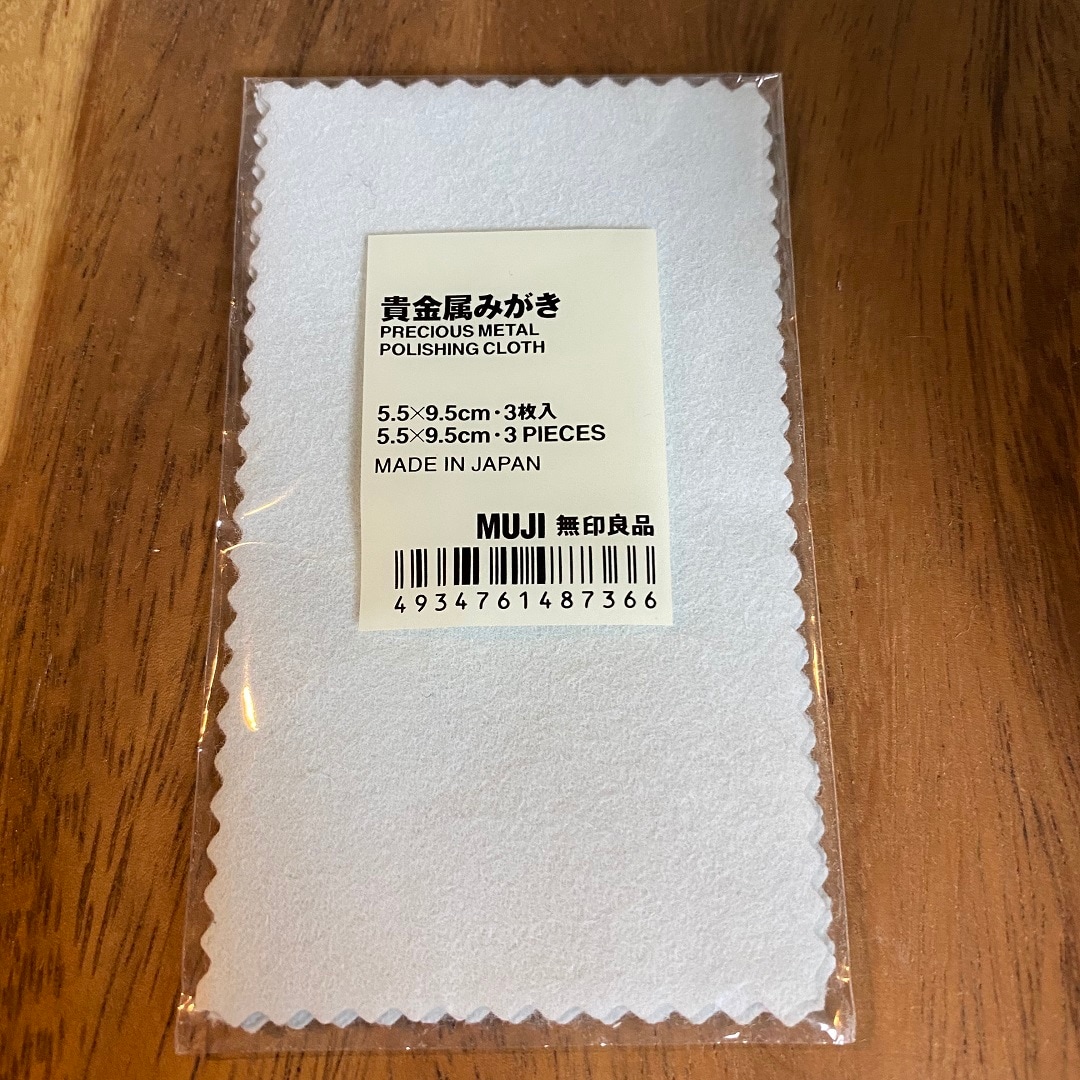 貴金属みがき
PRECIOUS METAL
POLISHING CLOTH
5.5×9.5cm・3枚入
5.5×9.5cm・3 PIECES
MADE IN JAPAN
MUJI 無印良品
4934761487366